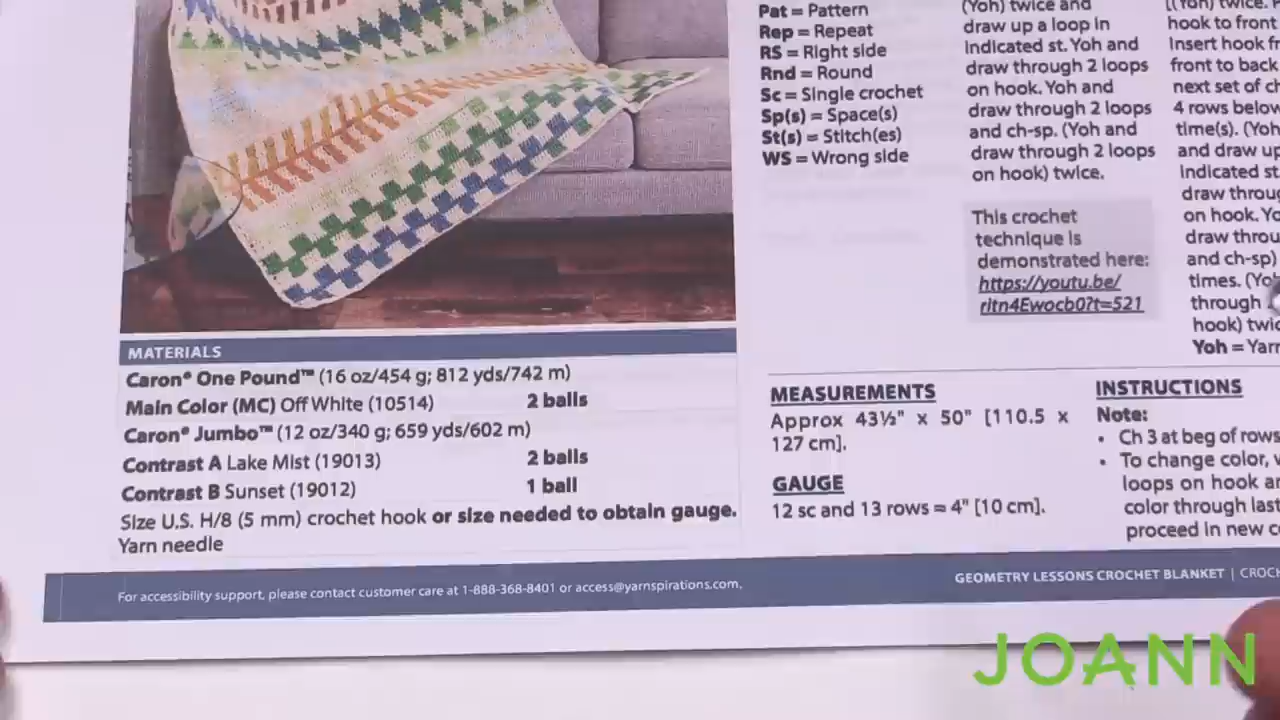 Pat = Pattern
Rep = Repeat
RS = Right side
Rnd = Round
Sc = Single crochet
Sp(s) = Space(s)
St(s) = Stitch(es)
WS = Wrong side
(Yoh) twice and
draw up a loop in
indicated st. Yoh and
draw through 2 loops
on hook. Yoh and
draw through 2 loops
and ch-sp. (Yoh and
draw through 2 loops
on hook) twice.
This crochet
technique is
demonstrated here:
https://youtu.be/
rltn4Ewocb0?t=521
[(Yoh) twice.
hook to front
Insert hook
front to back
next set of
4 rows below
time(s). (Yoh
and draw up
indicated st
draw
on hook.
draw
and ch-sp)
times.
through
hook)
Yoh =
MATERIALS
Caron® One Pound™ (16 oz/454 g; 812 yds/742 m)
Main Color (MC) Off White (10514) 2 balls
Caron® Jumbo™ (12 oz/340 g; 659 yds/602 m)
Contrast A Lake Mist (19013) 2 balls
Contrast B Sunset (19012) 1 ball
Size U.S. H/8 (5 mm) crochet hook or size needed to obtain gauge.
Yarn needle
MEASUREMENTS
Approx 43½" x 50" [110.5 x
127 cm].
GAUGE
12 sc and 13 rows = 4" [10 cm].
INSTRUCTIONS
Note:
• Ch 3 at beg of rows
• To change color,
loops on hook
color through last
proceed in new
For accessibility support, please contact customer care at 1-888-368-8401 or access@yarnspirations.com.
GEOMETRY LESSONS CROCHET BLANKET |
JOANN